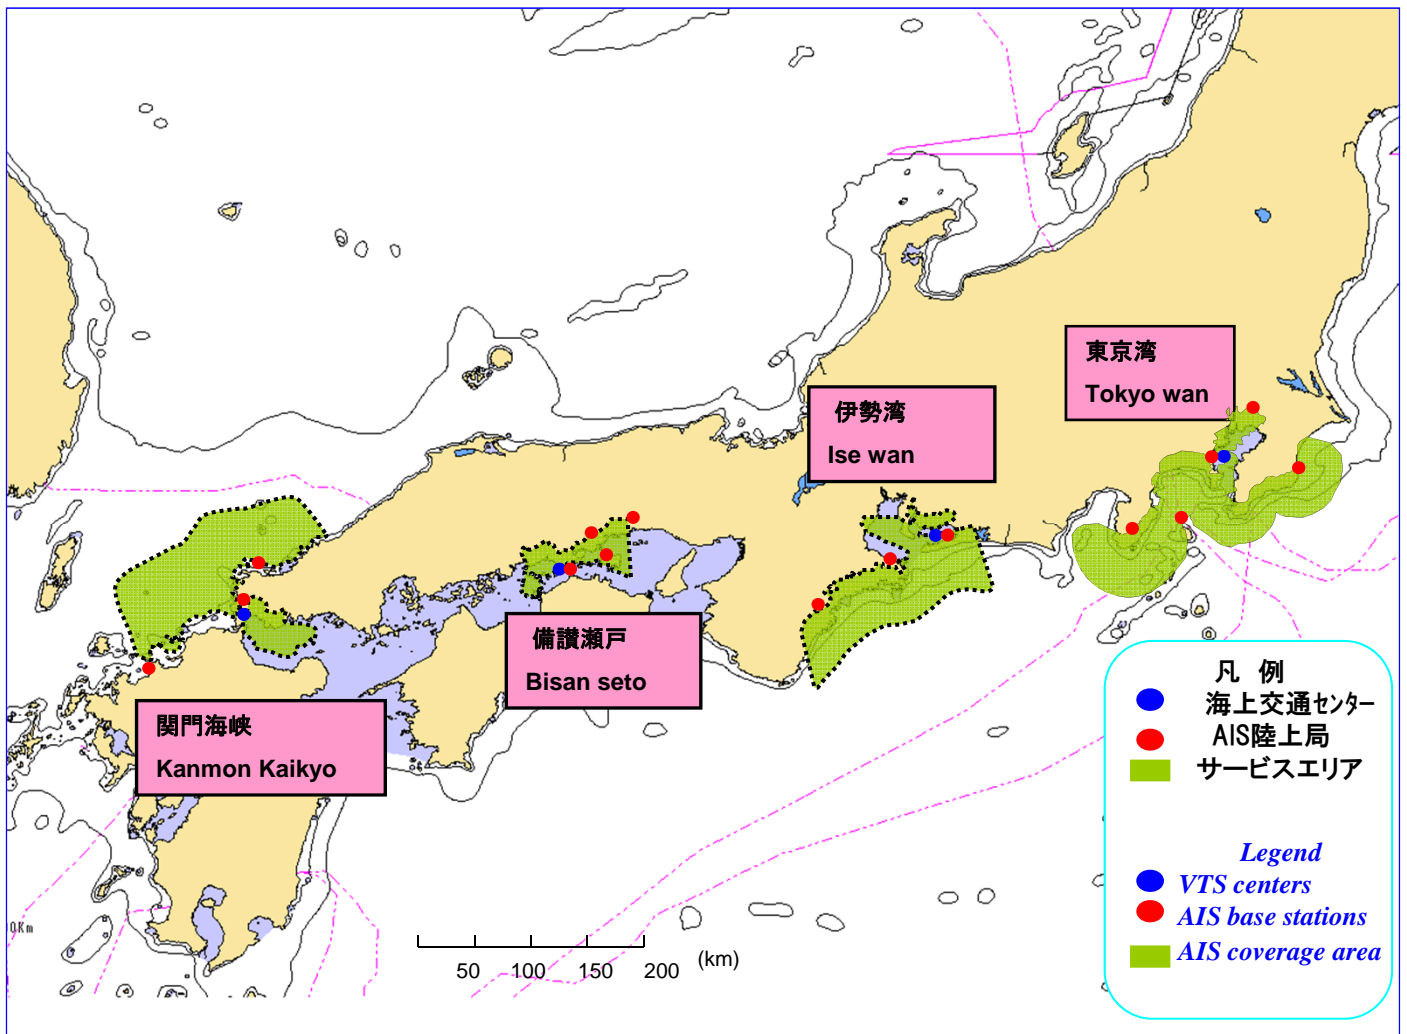 東京湾
Tokyo wan
伊勢湾
Ise wan
備讃瀬戸
Bisan seto
関門海峡
Kanmon Kaikyo
凡 例
海上交通センター
AIS陸上局
サービスエリア
Legend
VTS centers
AIS base stations
AIS coverage area
0Km
50 100 150 200 (km)